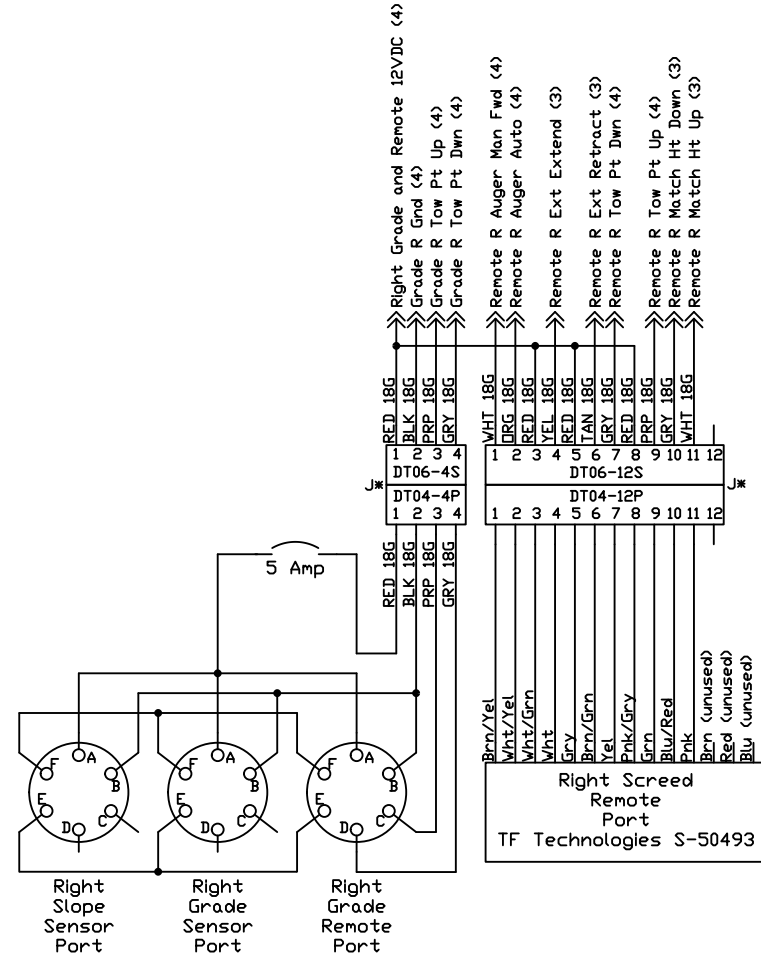 Right Grade and Remote 12VDC (4)
Grade R Gnd (4)
Grade R Tow Pt Up (4)
Grade R Tow Pt Dwn (4)
Remote R Auger Man Fwd (4)
Remote R Auger Auto (4)
Remote R Ext Extend (3)
Remote R Ext Retract (3)
Remote R Tow Pt Dwn (4)
Remote R Tow Pt Up (4)
Remote R Match Ht Down (3)
Remote R Match Ht Up (3)
RED 18G
BLK 18G
PRP 18G
GRY 18G
WHT 18G
ORG 18G
RED 18G
YEL 18G
RED 18G
TAN 18G
GRY 18G
RED 18G
PRP 18G
GRY 18G
WHT 18G
1 2 3 4
DT06-4S
J*
DT04-4P
1 2 3 4
1 2 3 4 5 6 7 8 9 10 11 12
DT06-12S
J*
DT04-12P
1 2 3 4 5 6 7 8 9 10 11 12
RED 18G
BLK 18G
PRP 18G
GRY 18G
5 Amp
Brn/Yel
Wht/Yel
Wht/Grn
Wht
Gry
Brn/Grn
Yel
Pnk/Gry
Grn
Blu/Red
Pnk
Brn (unused)
Red (unused)
Blu (unused)
Right Screed
Remote
Port
TF Technologies S-50493
A
B
C
D
E
F
A
B
C
D
E
F
A
B
C
D
E
F
Right
Slope
Sensor
Port
Right
Grade
Sensor
Port
Right
Grade
Remote
Port